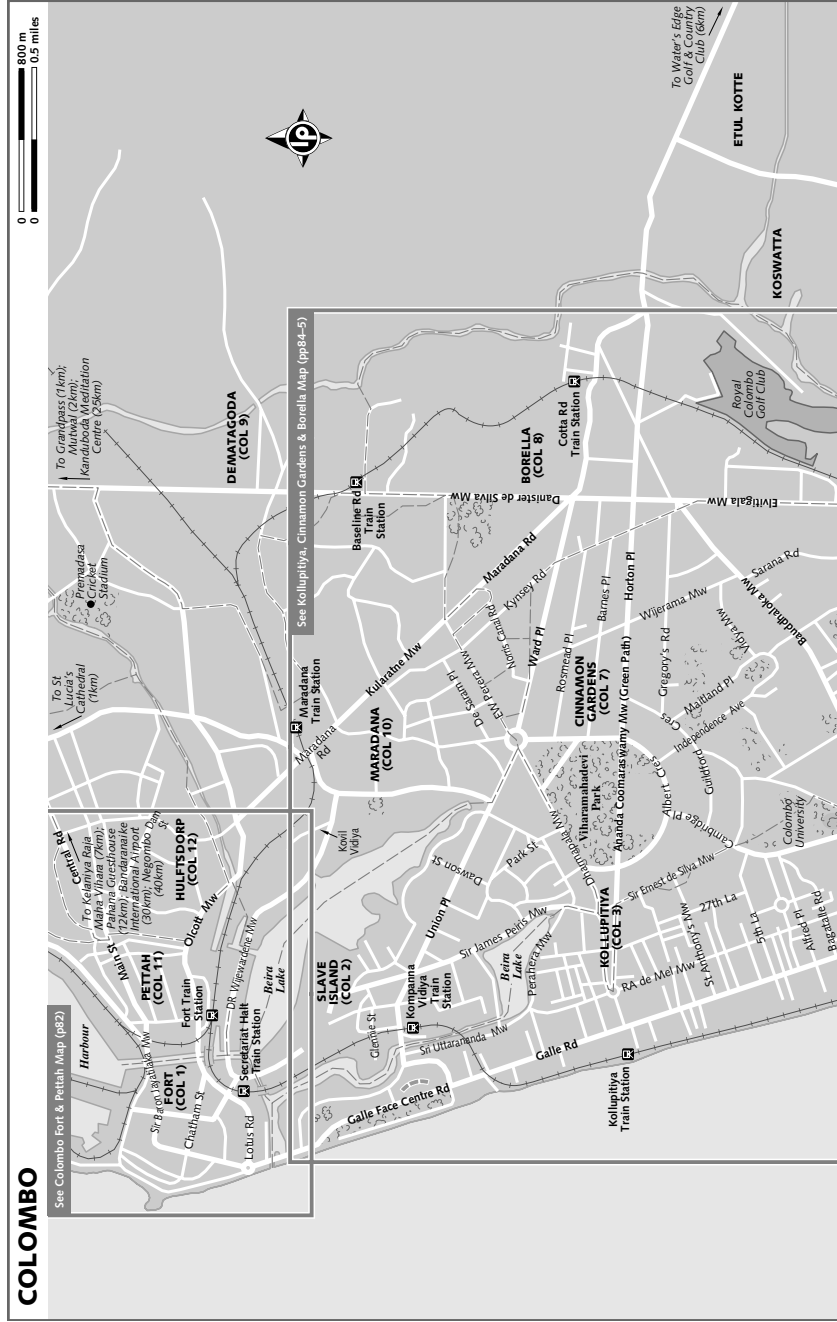 COLOMBO
0
800 m
0
0.5 miles
lp
See Colombo Fort & Pettah Map (p82)
Harbour
Main St
Central Rd
To Kelaniya Raja
Maha Vihara (7km);
Pahana Guesthouse
(12km); Bandaranaike
International Airport
(30km); Negombo
(40km)
Dam
St
To St
Lucia's
Cathedral
(1km)
Premadasa
Cricket
Stadium
To Grandpass (1km);
Mutwal (2km);
Kanduboda Meditation
Centre (25km)
PETTAH
(COL 11)
HULFTSDORP
(COL 12)
Olcott Mw
Fort Train
Station
FORT
(COL 1)
Sir Baron Jayatilaka Mw
Chatham St
Lotus Rd
DR Wijewardene Mw
Secretariat Halt
Train Station
Beira
Lake
DEMATAGODA
(COL 9)
See Kollupitiya, Cinnamon Gardens & Borella Map (pp84–5)
Maradana
Train Station
Maradana
Rd
Kovil
Vidiya
SLAVE
ISLAND
(COL 2)
Glennie St
Kompanna
Vidiya
Train
Station
Sri Uttarananda Mw
Galle Face Centre Rd
MARADANA
(COL 10)
Kularatne Mw
Baseline Rd
Train
Station
Danister de Silva Mw
Maradana Rd
Kynsey Rd
Norris Canal Rd
EW Perera Mw
De Saram Pl
Ward Pl
Dawson St
Union Pl
Park St
Sir James Peiris Mw
Beira
Lake
Perahera Mw
Dharmapala Mw
Viharamahadevi
Park
CINNAMON
GARDENS
(COL 7)
Rosmead Pl
Barnes Pl
Horton Pl
BORELLA
(COL 8)
Cotta Rd
Train Station
Ananda Coomaraswamy Mw (Green Path)
KOLLUPITIYA
(COL 3)
Galle Rd
Kollupitiya
Train Station
RA de Mel Mw
Sir Ernest de Silva Mw
St Anthony's Mw
27th La
5th La
Alfred Pl
Bagatalle Rd
Albert Cres
Cambridge Pl
Guildford
Cres
Independence Ave
Maitland Pl
Gregory's Rd
Wijerama Mw
Vidya Mw
Bauddhaloka Mw
Sarana Rd
Elvitigala Mw
Colombo
University
Royal
Colombo
Golf Club
KOSWATTA
ETUL KOTTE
To Water's Edge
Golf & Country
Club (6km)